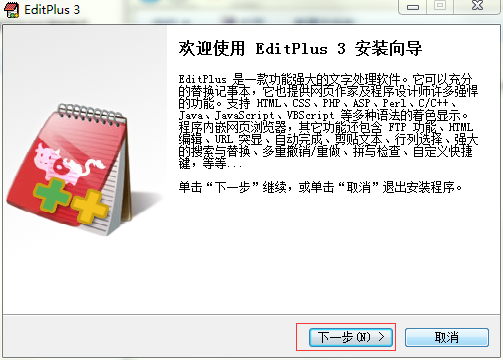 EditPlus 3
欢迎使用 EditPlus 3 安装向导
EditPlus 是一款功能强大的文字处理软件。它可以充分
的替换记事本，它也提供网页作家及程序设计师许多强悍
的功能。支持 HTML、CSS、PHP、ASP、Perl、C/C++、
Java、JavaScript、VBScript 等多种语法的着色显示。
程序内嵌网页浏览器，其它功能还包含 FTP 功能、HTML
编辑、URL 突显、自动完成、剪贴文本、行列选择、强大
的搜索与替换、多重撤销/重做、拼写检查、自定义快捷
键，等等...
单击“下一步”继续，或单击“取消”退出安装程序。
下一步(N) >
取消